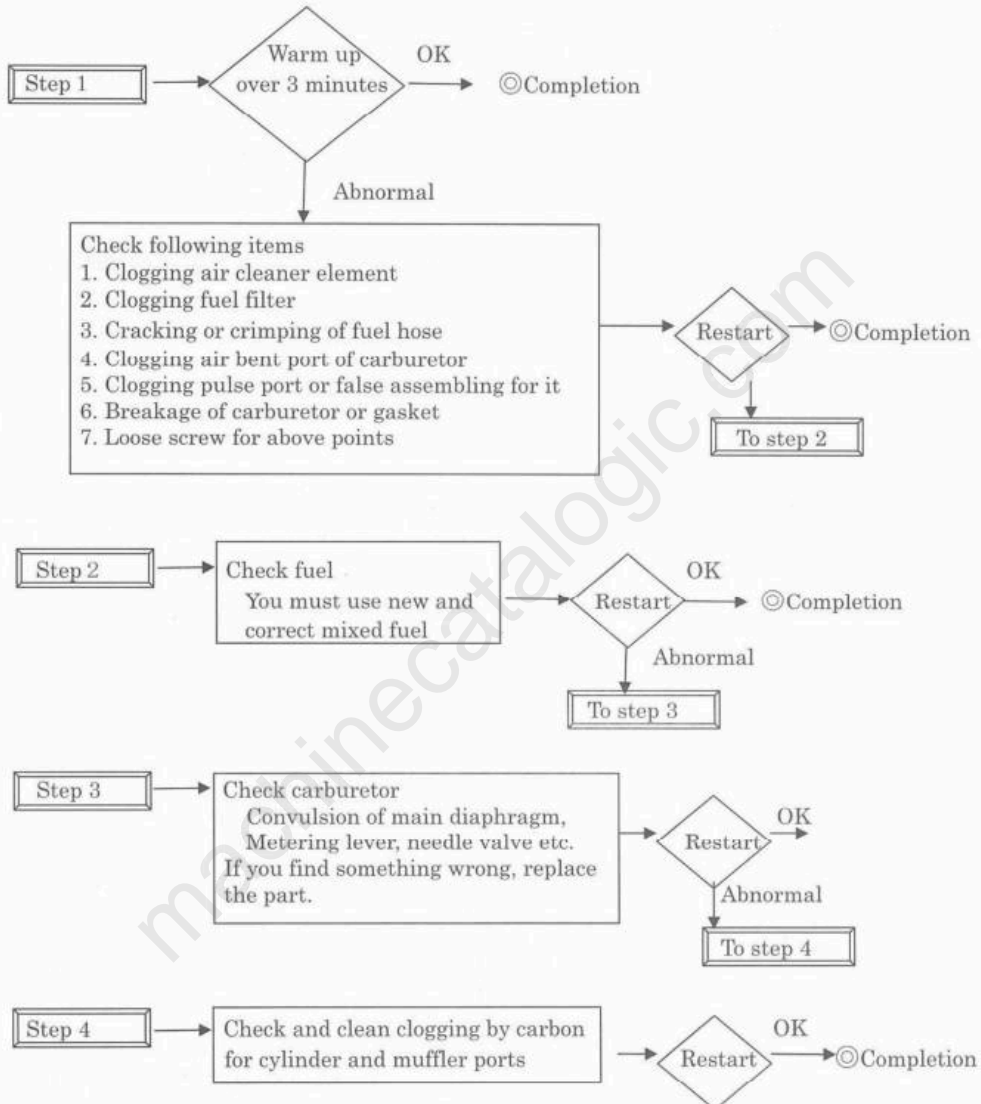 Step 1
Warm up
over 3 minutes
OK
◎Completion
Abnormal
Check following items
1. Clogging air cleaner element
2. Clogging fuel filter
3. Cracking or crimping of fuel hose
4. Clogging air bent port of carburetor
5. Clogging pulse port or false assembling for it
6. Breakage of carburetor or gasket
7. Loose screw for above points
Restart
◎Completion
To step 2
Step 2
Check fuel
You must use new and
correct mixed fuel
Restart
OK
◎Completion
Abnormal
To step 3
Step 3
Check carburetor
Convulsion of main diaphragm,
Metering lever, needle valve etc.
If you find something wrong, replace
the part.
Restart
OK
Abnormal
To step 4
Step 4
Check and clean clogging by carbon
for cylinder and muffler ports
Restart
OK
◎Completion
machinecatalogic.com